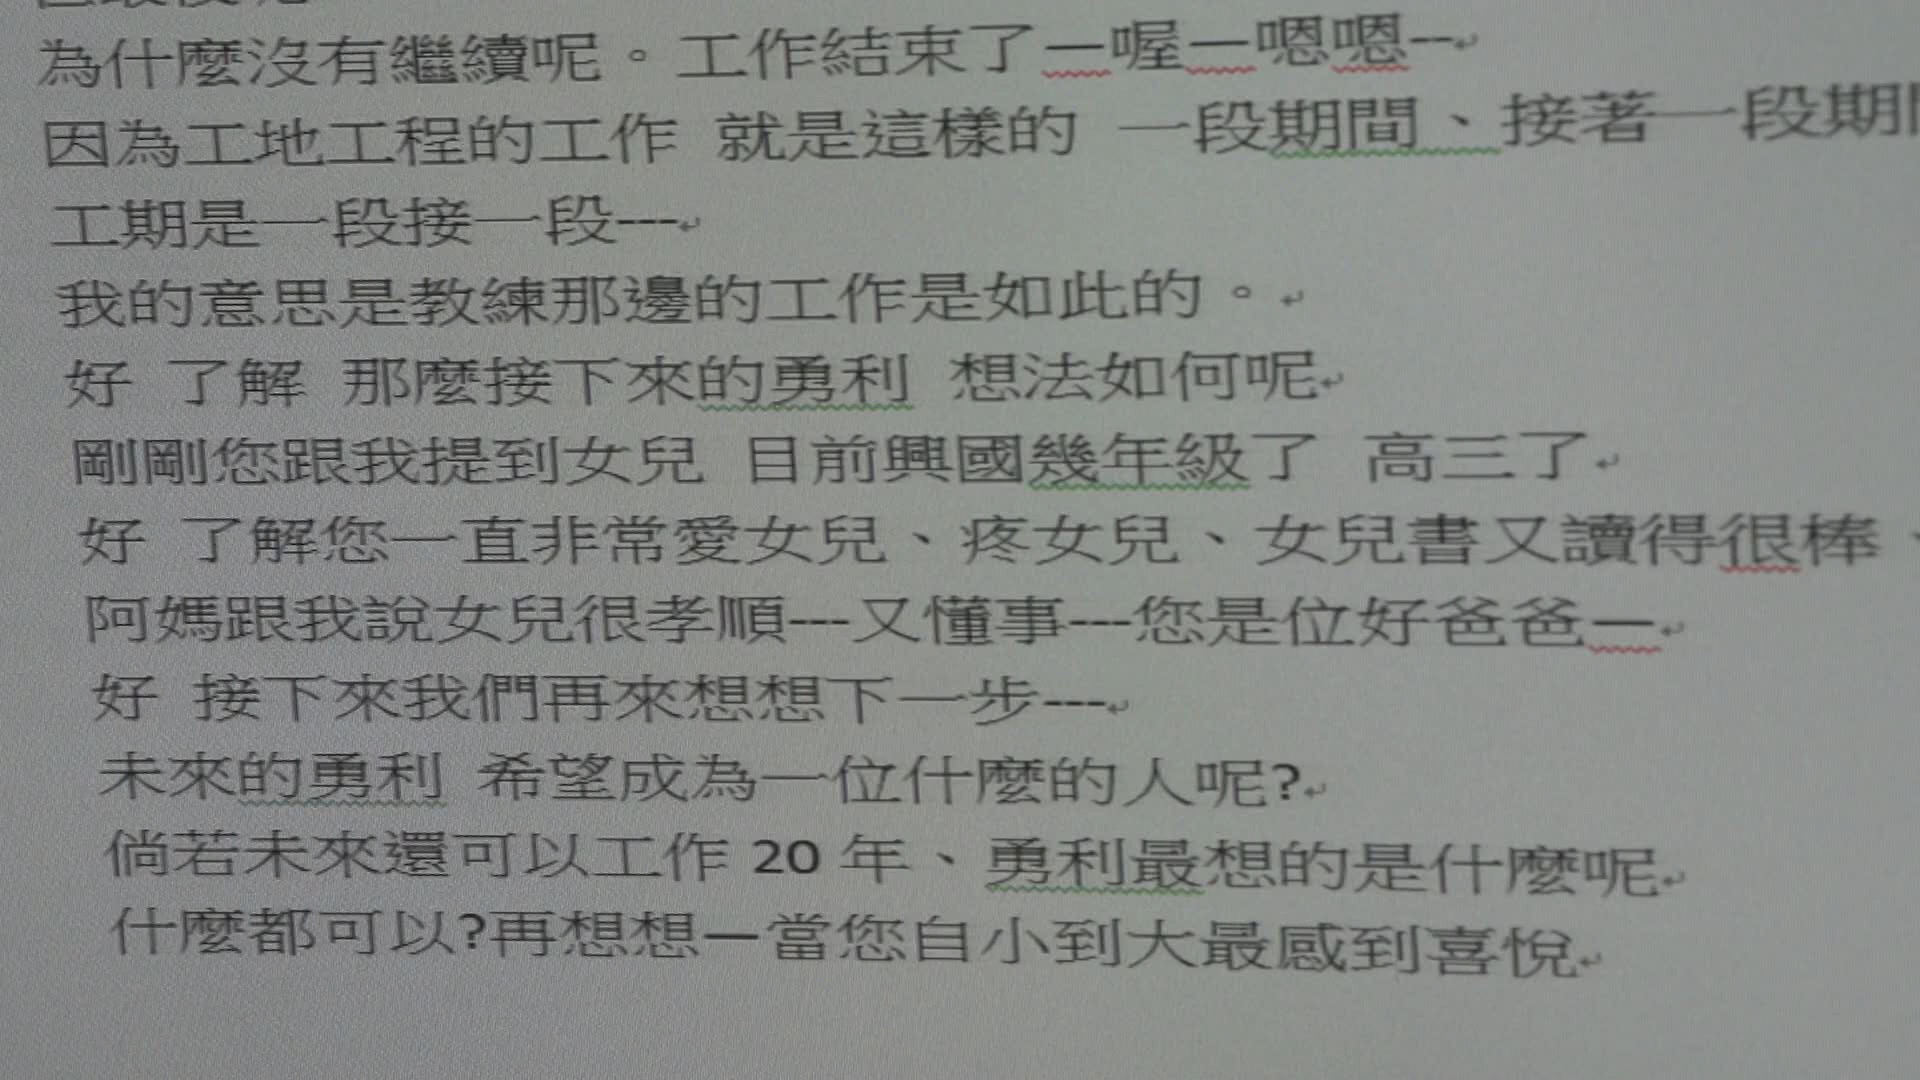 為什麼沒有繼續呢。工作結束了—喔—嗯嗯--
因為工地工程的工作 就是這樣的 一段期間、接著一段期
工期是一段接一段---
我的意思是教練那邊的工作是如此的。
好 了解 那麼接下來的勇利 想法如何呢
剛剛您跟我提到女兒 目前興國幾年級了 高三了
好 了解您一直非常愛女兒、疼女兒、女兒書又讀得很棒、
阿媽跟我說女兒很孝順---又懂事---您是位好爸爸—
好 接下來我們再來想想下一步---
未來的勇利 希望成為一位什麼的人呢?
倘若未來還可以工作 20 年、勇利最想的是什麼呢
什麼都可以?再想想—當您自小到大最感到喜悅